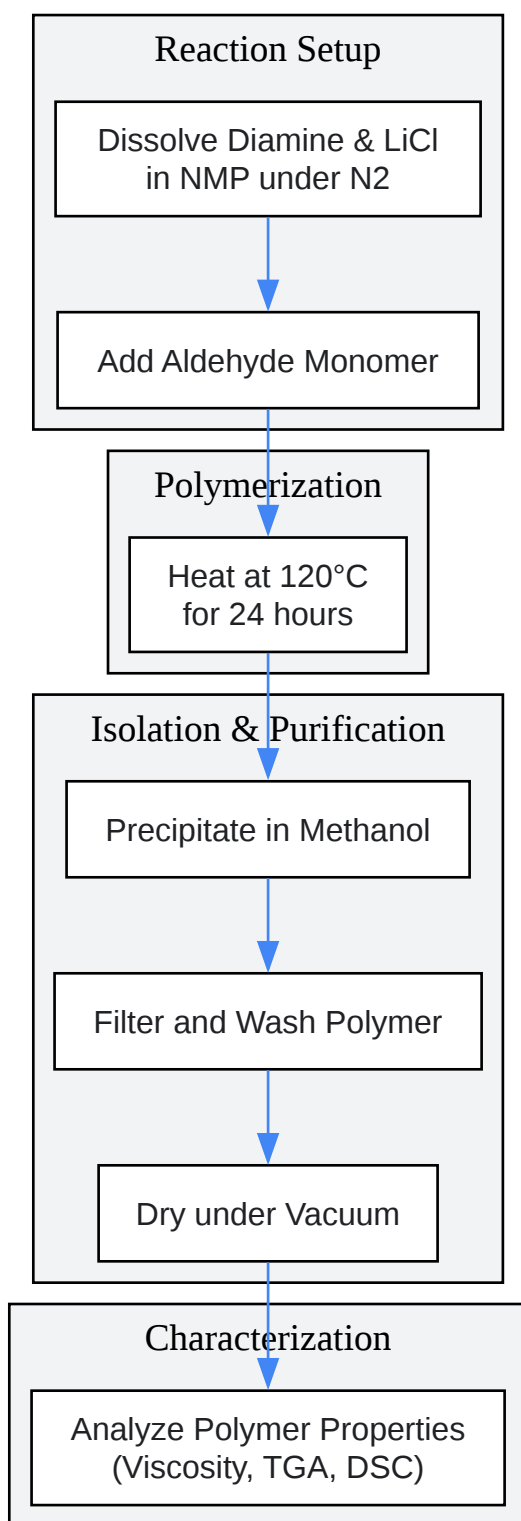 Reaction Setup
Dissolve Diamine & LiCl
in NMP under N2
Add Aldehyde Monomer
Polymerization
Heat at 120°C
for 24 hours
Isolation & Purification
Precipitate in Methanol
Filter and Wash Polymer
Dry under Vacuum
Characterization
Analyze Polymer Properties
(Viscosity, TGA, DSC)